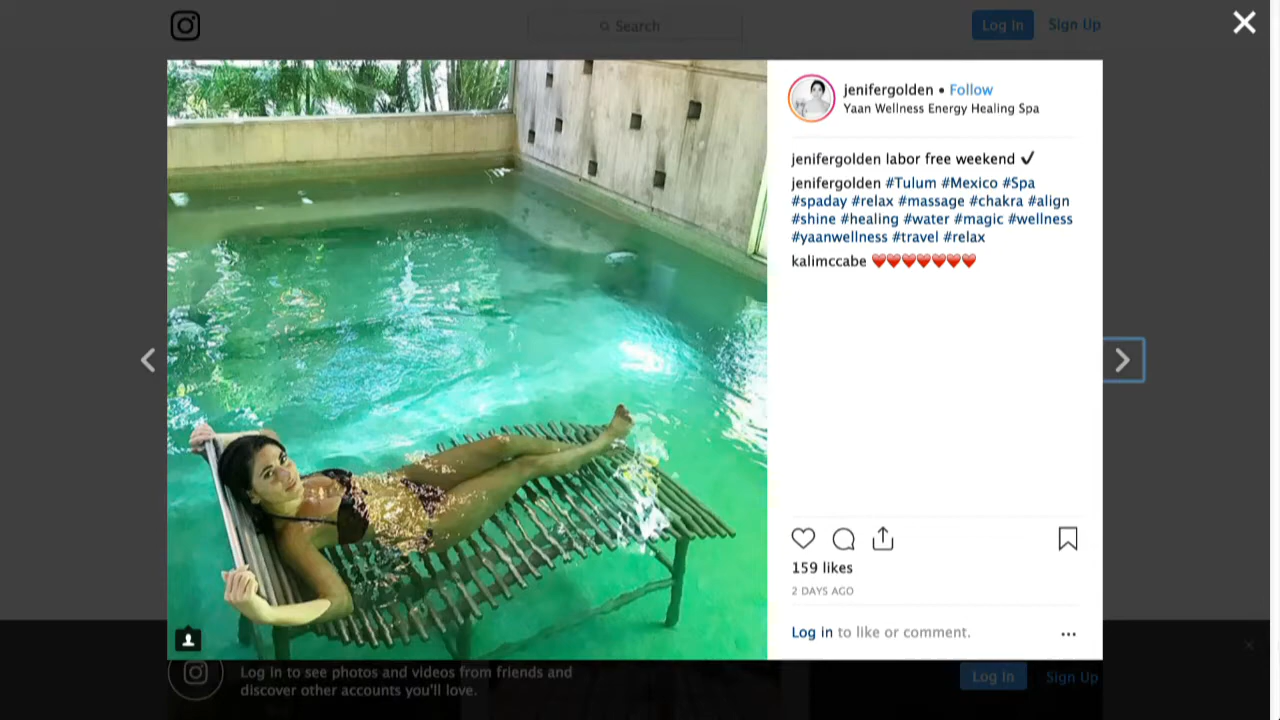 Search
Log In
Sign Up
jenifergolden • Follow
Yaan Wellness Energy Healing Spa
jenifergolden labor free weekend ✔
jenifergolden #Tulum #Mexico #Spa
#spaday #relax #massage #chakra #align
#shine #healing #water #magic #wellness
#yaanwellness #travel #relax
kalimccabe ❤️❤️❤️❤️❤️❤️❤️
159 likes
2 DAYS AGO
Log in to like or comment.
Log In to see photos and videos from friends and
discover other accounts you'll love.
Log In
Sign Up